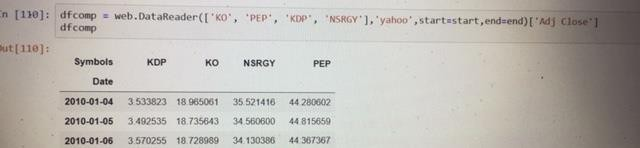 In [110]: dfcomp = web.DataReader(['KO', 'PEP', 'KDP', 'NSRGY'],'yahoo',start=start,end=end)['Adj Close']
dfcomp
Out[110]:
Symbols KDP KO NSRGY PEP
Date
2010-01-04 3.533823 18.965061 35.521416 44.280602
2010-01-05 3.492535 18.735643 34.560600 44.815659
2010-01-06 3.570255 18.728989 34.130386 44.367367